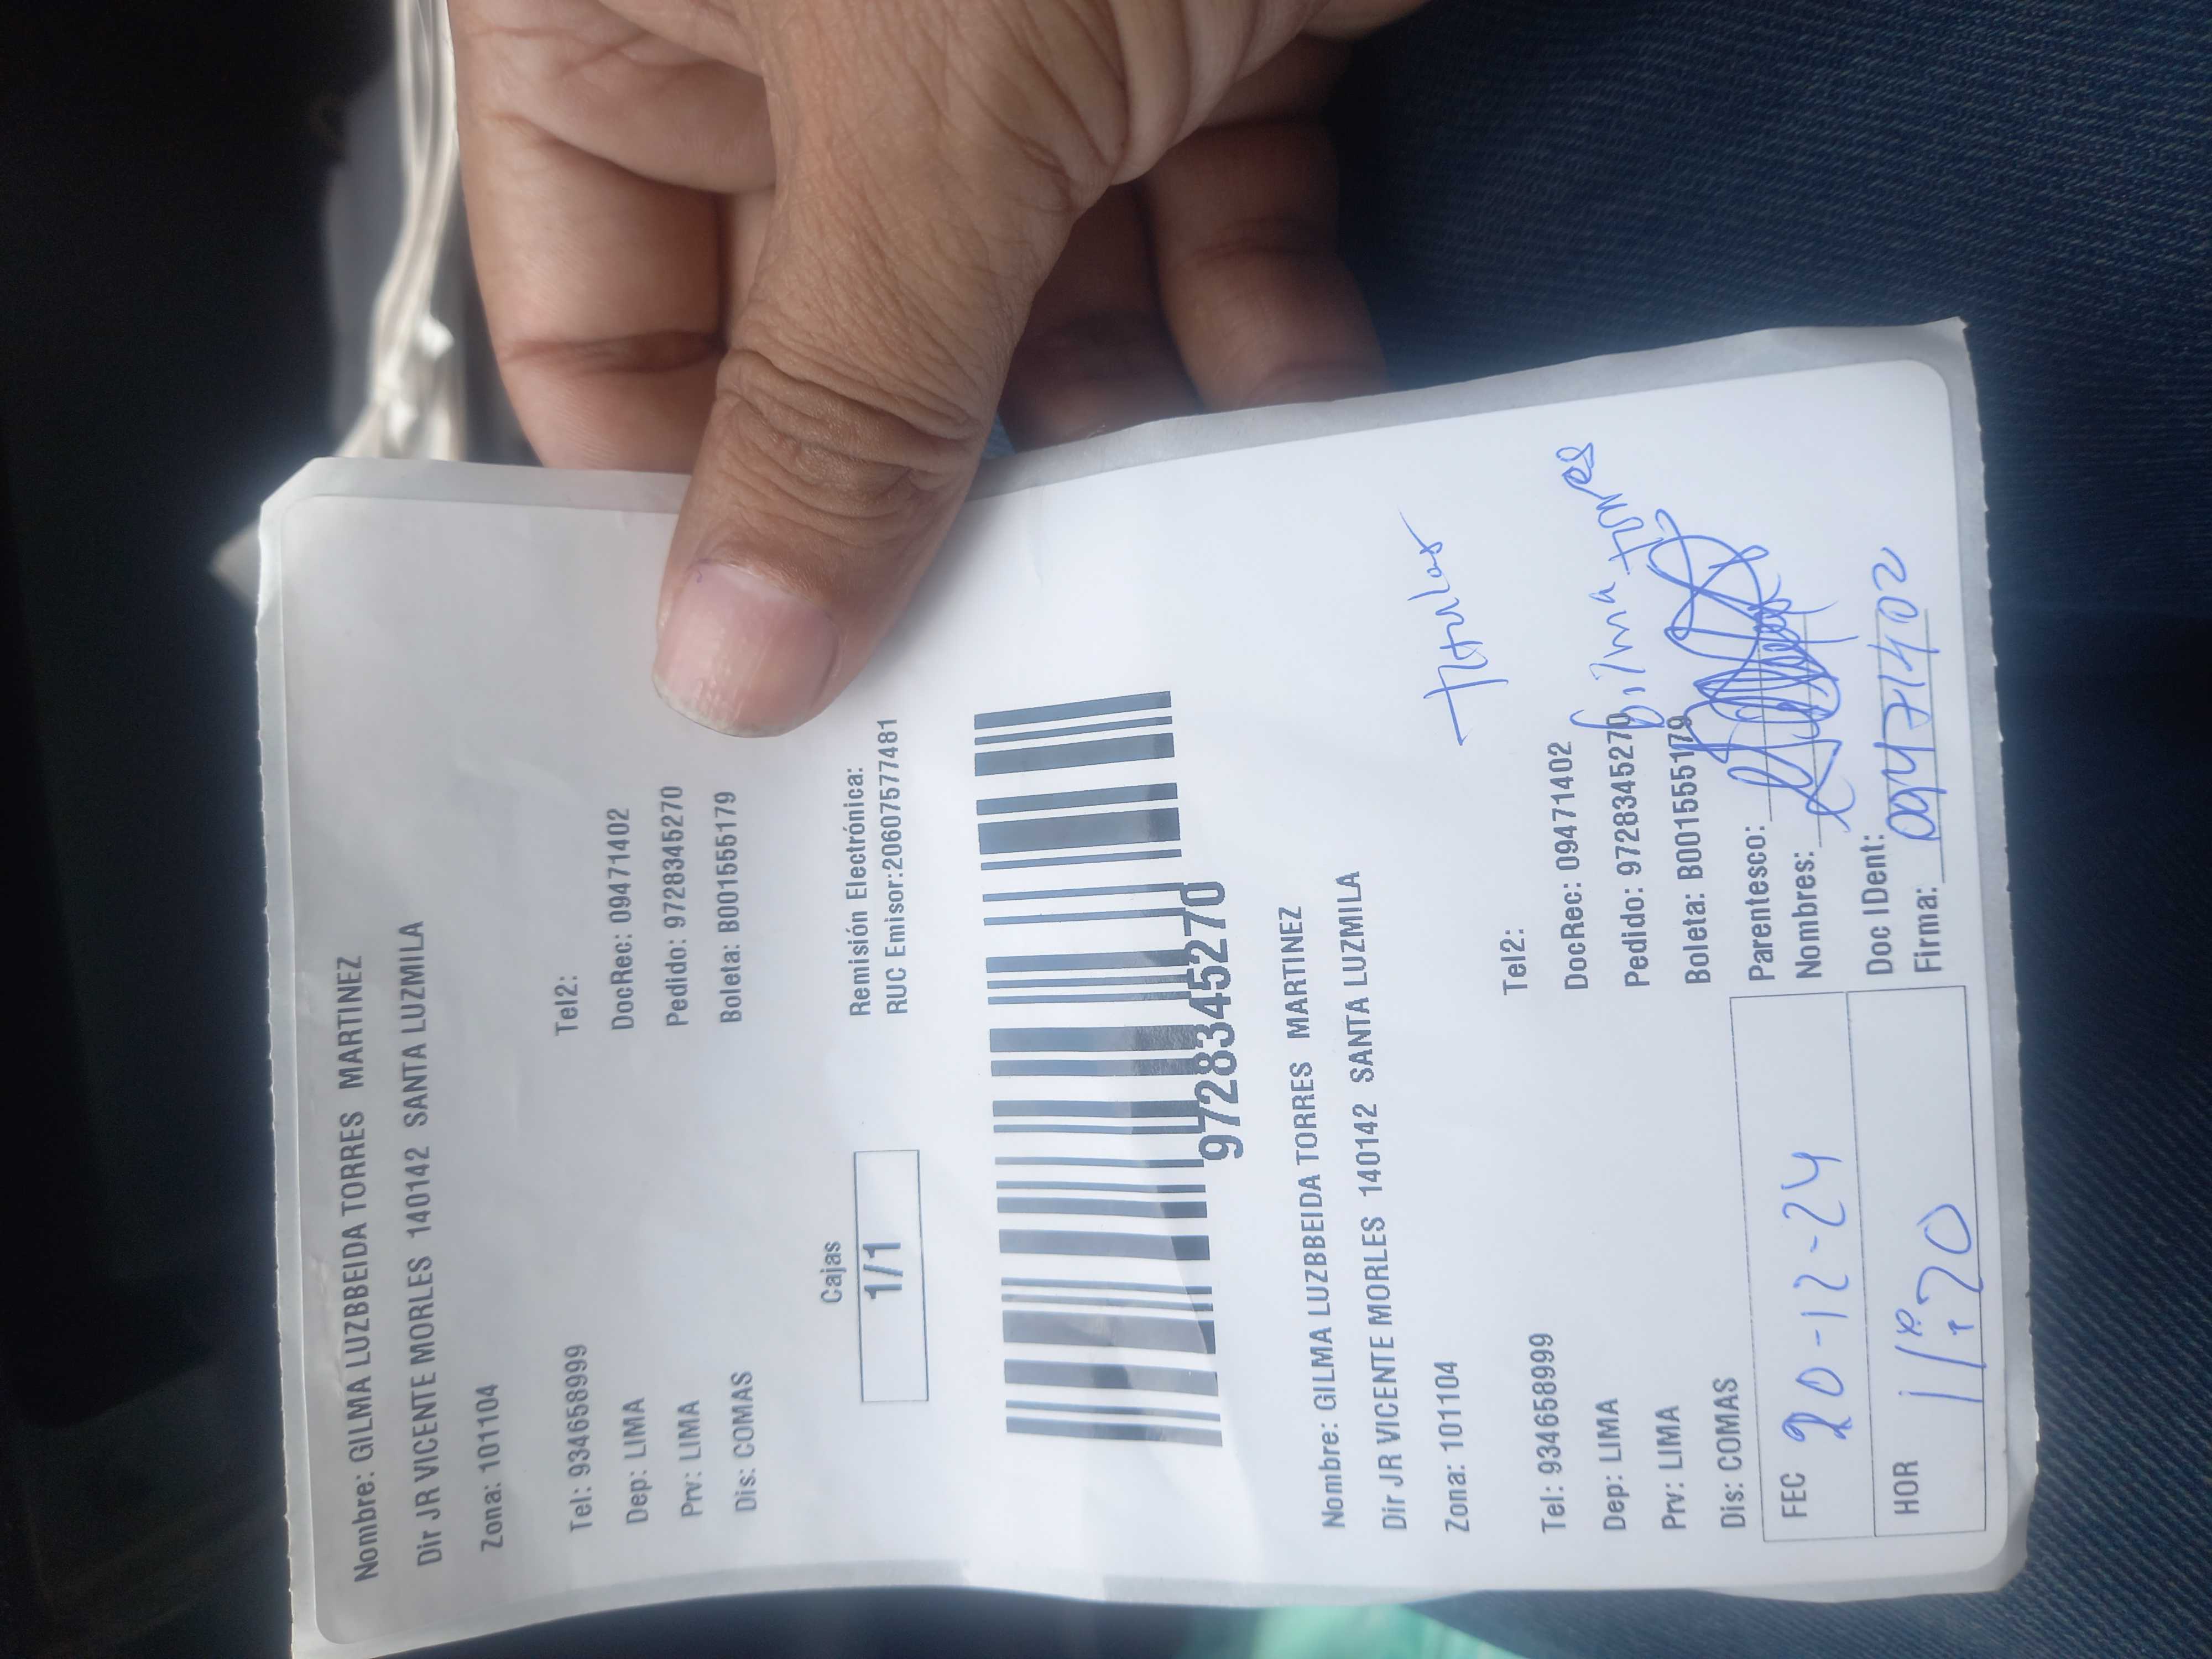 Nombre: GILMA LUZBBEIDA TORRES MARTINEZ
Dir JR VICENTE MORLES 140142 SANTA LUZMILA
Zona: 101104
Tel: 934658999 Tel2:
Dep: LIMA DocRec: 09471402
Prv: LIMA Pedido: 97283452​70
Dis: COMAS Boleta: B001555179
Cajas Remisión Electrónica:
1/1 RUC Emisor:20607577481
9728345270
Nombre: GILMA LUZBBEIDA TORRES MARTINEZ
Dir JR VICENTE MORLES 140142 SANTA LUZMILA
Zona: 101104 titular
Tel: 934658999 Tel2:
Dep: LIMA DocRec: 09471402
Prv: LIMA Pedido: 9728345270 Gilma torres
Dis: COMAS Boleta: B001555179
FEC 20-12-24 Parentesco:
Nombres:
HOR 11:20 Doc IDent: 09471402
Firma: